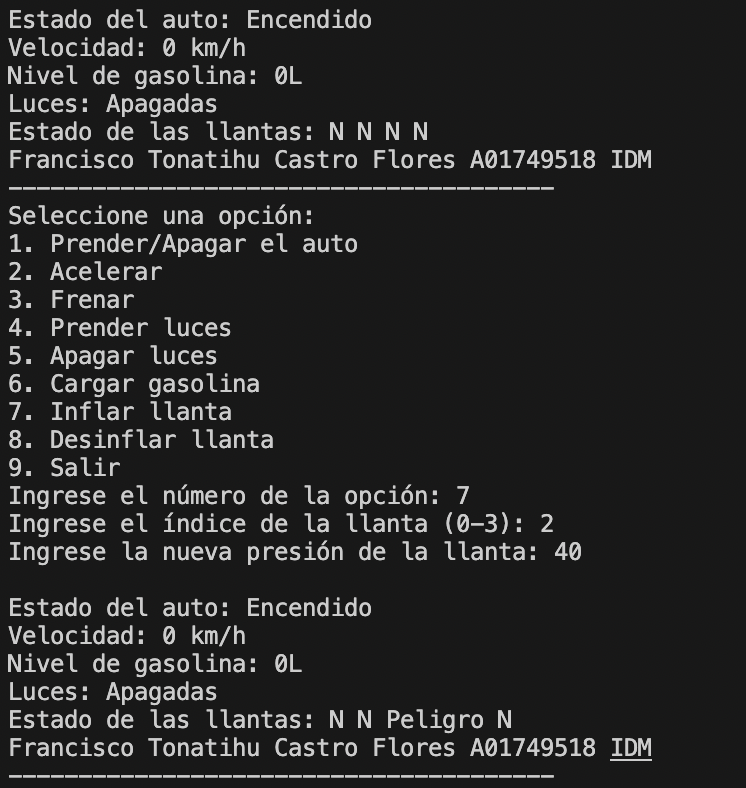 Estado del auto: Encendido
Velocidad: 0 km/h
Nivel de gasolina: 0L
Luces: Apagadas
Estado de las llantas: N N N N
Francisco Tonatihu Castro Flores A01749518 IDM
---------------------------------------
Seleccione una opción:
1. Prender/Apagar el auto
2. Acelerar
3. Frenar
4. Prender luces
5. Apagar luces
6. Cargar gasolina
7. Inflar llanta
8. Desinflar llanta
9. Salir
Ingrese el número de la opción: 7
Ingrese el índice de la llanta (0-3): 2
Ingrese la nueva presión de la llanta: 40

Estado del auto: Encendido
Velocidad: 0 km/h
Nivel de gasolina: 0L
Luces: Apagadas
Estado de las llantas: N N Peligro N
Francisco Tonatihu Castro Flores A01749518 IDM
---------------------------------------